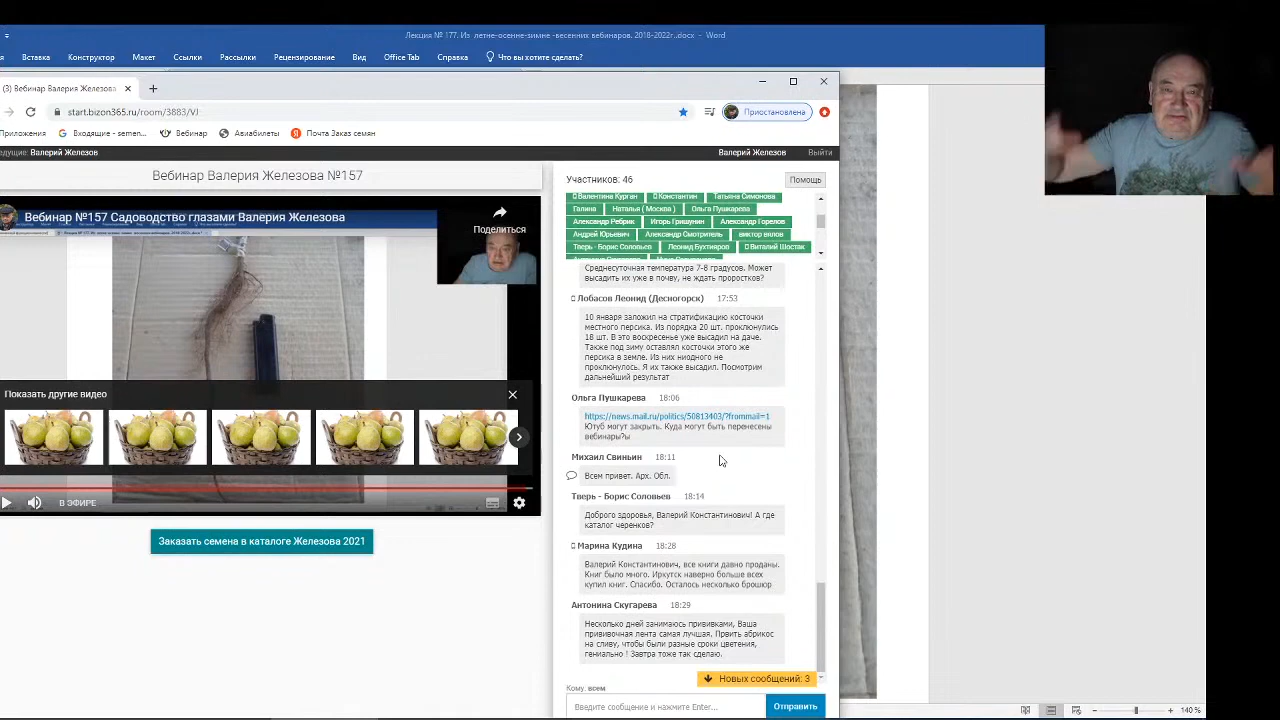 Лекция № 177. Из летне-осенне-зимне -весенних вебинаров. 2018-2022г..docx - Word
Вставка Конструктор Макет Ссылки Рассылки Рецензирование Вид Office Tab Справка Что вы хотите сделать?
(3) Вебинар Валерия Железова
start.bizon365.ru/room/3883/VJ
Приостановлена
Приложения Входящие - semen... Вебинар Авиабилеты Почта Заказ семян
Валерий Железов
Валерий Железов Выйти
Вебинар Валерия Железова №157
Вебинар №157 Садоводство глазами Валерия Железова
Поделиться
Показать другие видео
В ЭФИРЕ
Заказать семена в каталоге Железова 2021
Участников: 46
Помощь
Валентина Курган Константин Татьяна Симонова
Галина Наталья ( Москва ) Ольга Пушкарева
Александр Ребрик Игорь Гришунин Александр Горелов
Андрей Юрьевич Александр Смотритель виктор вялов
Тверь - Борис Соловьев Леонид Бухтияров Виталий Шостак
Среднесуточная температура 7-8 градусов. Может
высадить их уже в почву, не ждать проростков?
Лобасов Леонид (Десногорск) 17:53
10 января заложил на стратификацию косточки
местного персика. Из порядка 20 шт. проклюнулись
18 шт. В это воскресенье уже высадил на даче.
Также под зиму оставлял косточки этого же
персика в земле. Из них ниодного не
проклюнулось. Я их также высадил. Посмотрим
дальнейший результат
Ольга Пушкарева 18:06
https://news.mail.ru/politics/50813403/?frommail=1
Ютуб могут закрыть. Куда могут быть перенесены
вебинары?ы
Михаил Свиньин 18:11
Всем привет. Арх. Обл.
Тверь - Борис Соловьев 18:14
Доброго здоровья, Валерий Константинович! А где
каталог черенков?
Марина Кудина 18:28
Валерий Константинович, все книги давно проданы.
Книг было много. Иркутск наверно больше всех
купил книг. Спасибо. Осталось несколько брошюр
Антонина Скугарева 18:29
Несколько дней занимаюсь прививками, Ваша
прививочная лента самая лучшая. Првить абрикос
на сливу, чтобы были разные сроки цветения,
гениально ! Завтра тоже так сделаю.
Новых сообщений: 3
Кому: всем
Введите сообщение и нажмите Enter...
Отправить
140 %